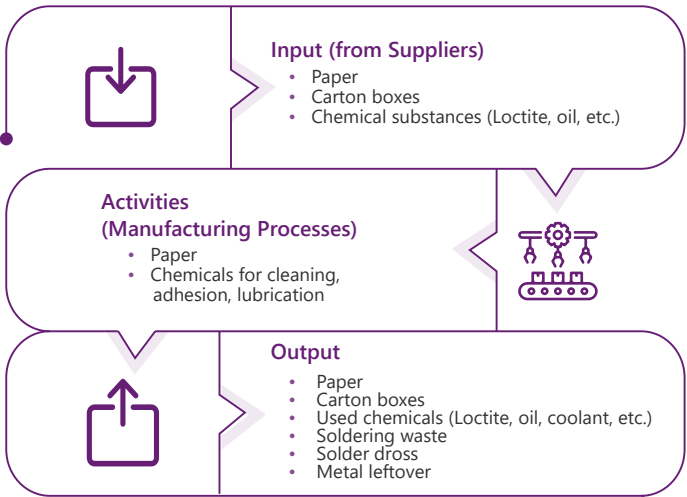 Input (from Suppliers)
• Paper
• Carton boxes
• Chemical substances (Loctite, oil, etc.)
Activities
(Manufacturing Processes)
• Paper
• Chemicals for cleaning,
adhesion, lubrication
Output
• Paper
• Carton boxes
• Used chemicals (Loctite, oil, coolant, etc.)
• Soldering waste
• Solder dross
• Metal leftover